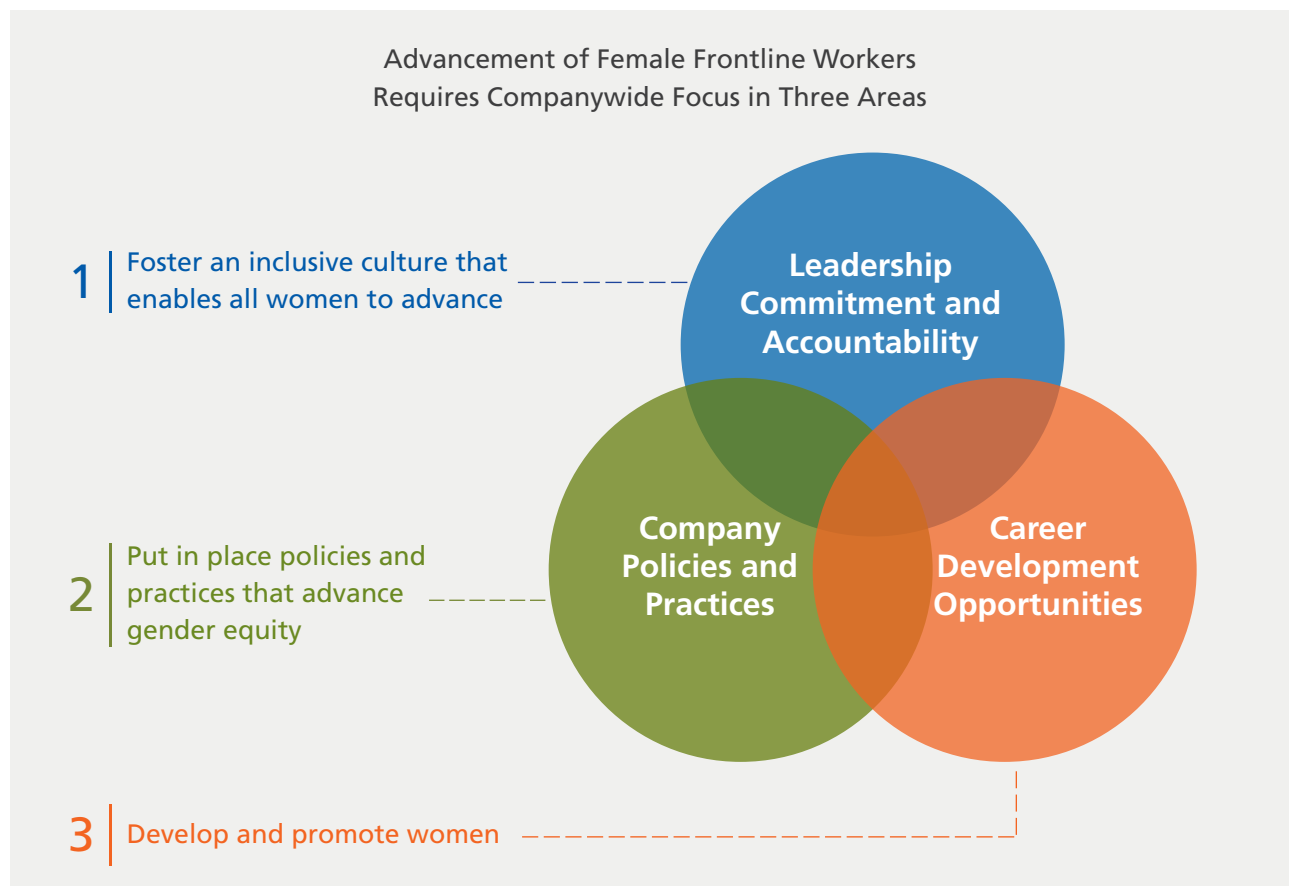 Advancement of Female Frontline Workers
Requires Companywide Focus in Three Areas
1
Foster an inclusive culture that
enables all women to advance
Leadership
Commitment and
Accountability
2
Put in place policies and
practices that advance
gender equity
Company
Policies and
Practices
Career
Development
Opportunities
3
Develop and promote women